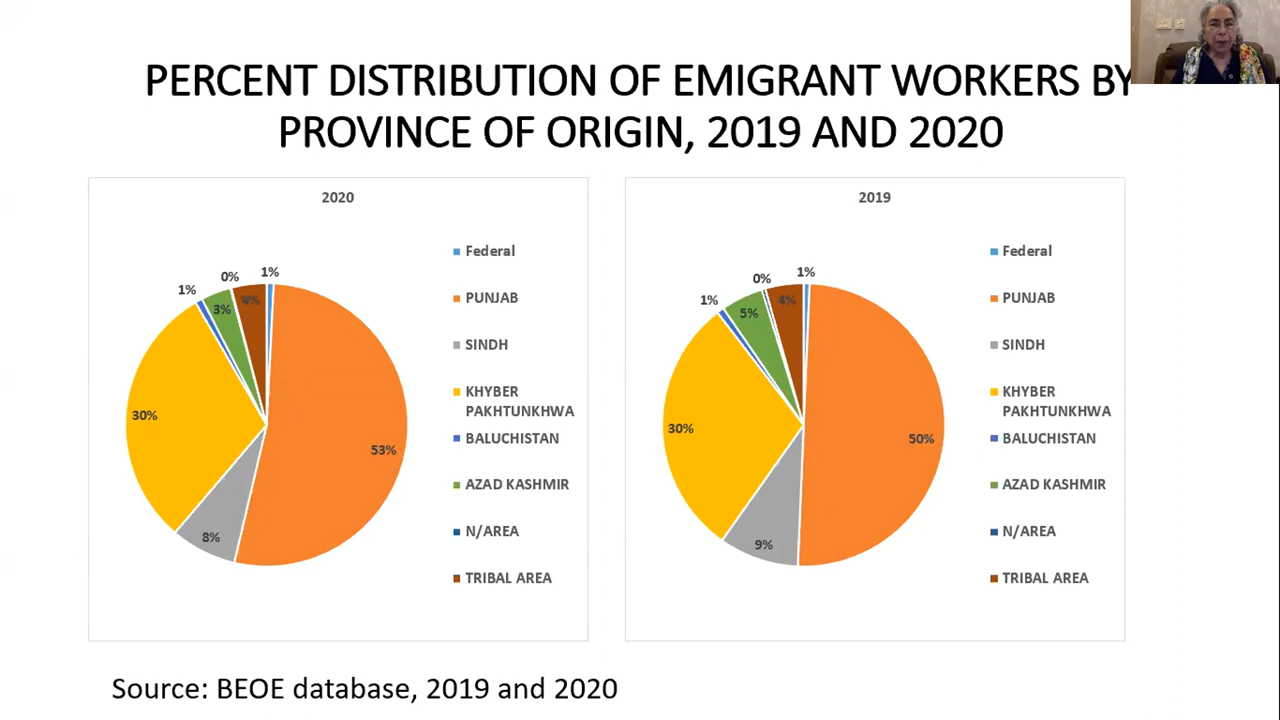 PERCENT DISTRIBUTION OF EMIGRANT WORKERS BY
PROVINCE OF ORIGIN, 2019 AND 2020
2020
Federal
PUNJAB
SINDH
KHYBER
PAKHTUNKHWA
BALUCHISTAN
AZAD KASHMIR
N/AREA
TRIBAL AREA
1%
0%
4%
1%
3%
30%
53%
8%
2019
Federal
PUNJAB
SINDH
KHYBER
PAKHTUNKHWA
BALUCHISTAN
AZAD KASHMIR
N/AREA
TRIBAL AREA
1%
0%
4%
1%
5%
30%
50%
9%
Source: BEOE database, 2019 and 2020